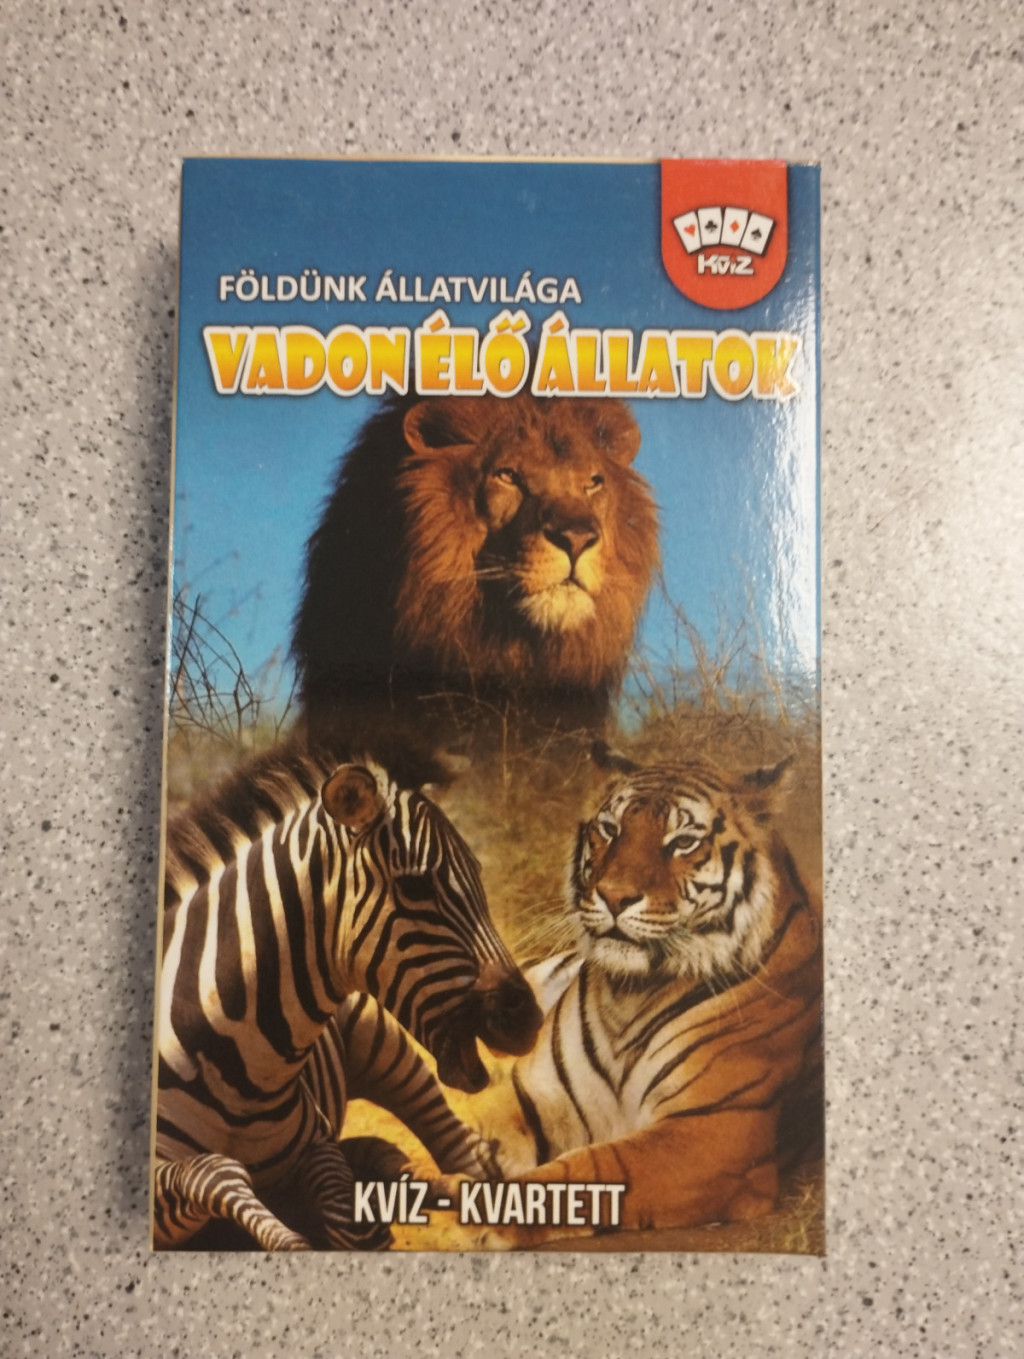 KvíZ
FÖLDÜNK ÁLLATVILÁGA
VADON ÉLŐ ÁLLATOK
KVÍZ - KVARTETT